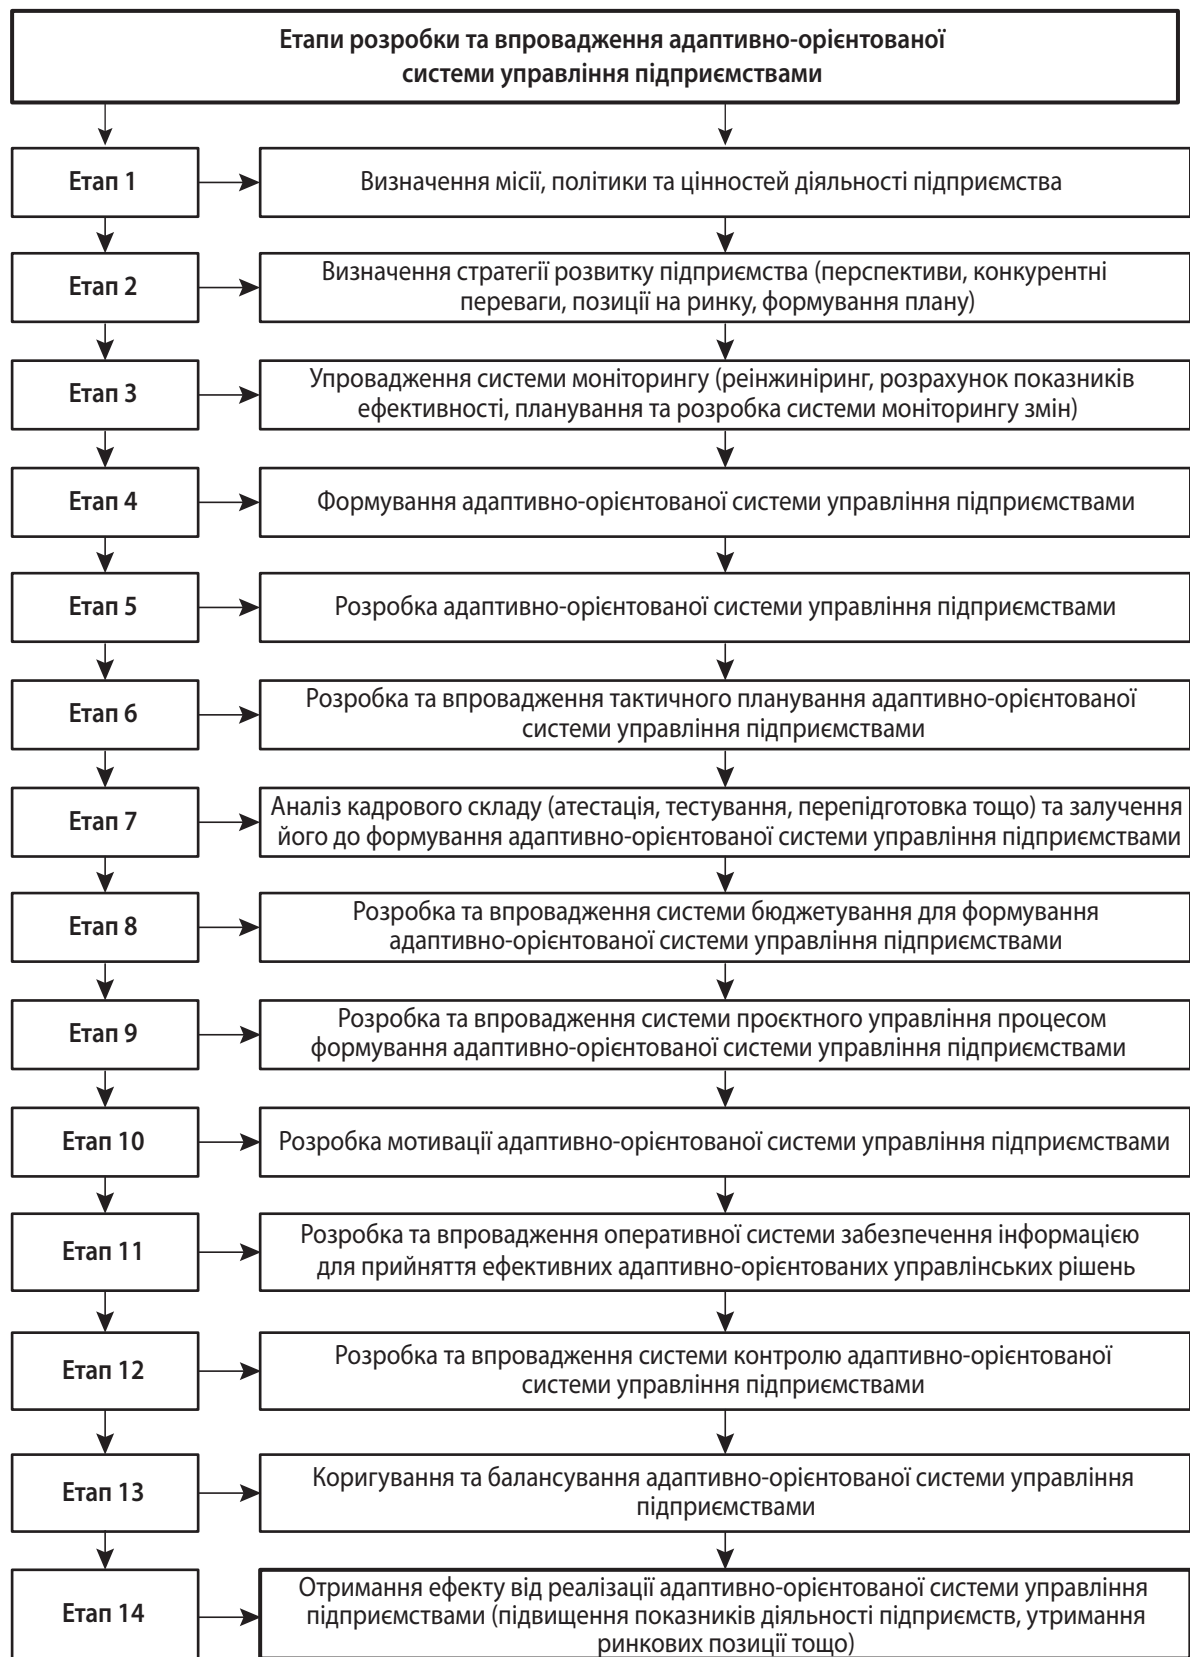 Етапи розробки та впровадження адаптивно-орієнтованої
системи управління підприємствами
Етап 1
Визначення місії, політики та цінностей діяльності підприємства
Етап 2
Визначення стратегії розвитку підприємства (перспективи, конкурентні
переваги, позиції на ринку, формування плану)
Етап 3
Упровадження системи моніторингу (реінжиніринг, розрахунок показників
ефективності, планування та розробка системи моніторингу змін)
Етап 4
Формування адаптивно-орієнтованої системи управління підприємствами
Етап 5
Розробка адаптивно-орієнтованої системи управління підприємствами
Етап 6
Розробка та впровадження тактичного планування адаптивно-орієнтованої
системи управління підприємствами
Етап 7
Аналіз кадрового складу (атестація, тестування, перепідготовка тощо) та залучення
його до формування адаптивно-орієнтованої системи управління підприємствами
Етап 8
Розробка та впровадження системи бюджетування для формування
адаптивно-орієнтованої системи управління підприємствами
Етап 9
Розробка та впровадження системи проєктного управління процесом
формування адаптивно-орієнтованої системи управління підприємствами
Етап 10
Розробка мотивації адаптивно-орієнтованої системи управління підприємствами
Етап 11
Розробка та впровадження оперативної системи забезпечення інформацією
для прийняття ефективних адаптивно-орієнтованих управлінських рішень
Етап 12
Розробка та впровадження системи контролю адаптивно-орієнтованої
системи управління підприємствами
Етап 13
Коригування та балансування адаптивно-орієнтованої системи управління
підприємствами
Етап 14
Отримання ефекту від реалізації адаптивно-орієнтованої системи управління
підприємствами (підвищення показників діяльності підприємств, утримання
ринкових позиції тощо)